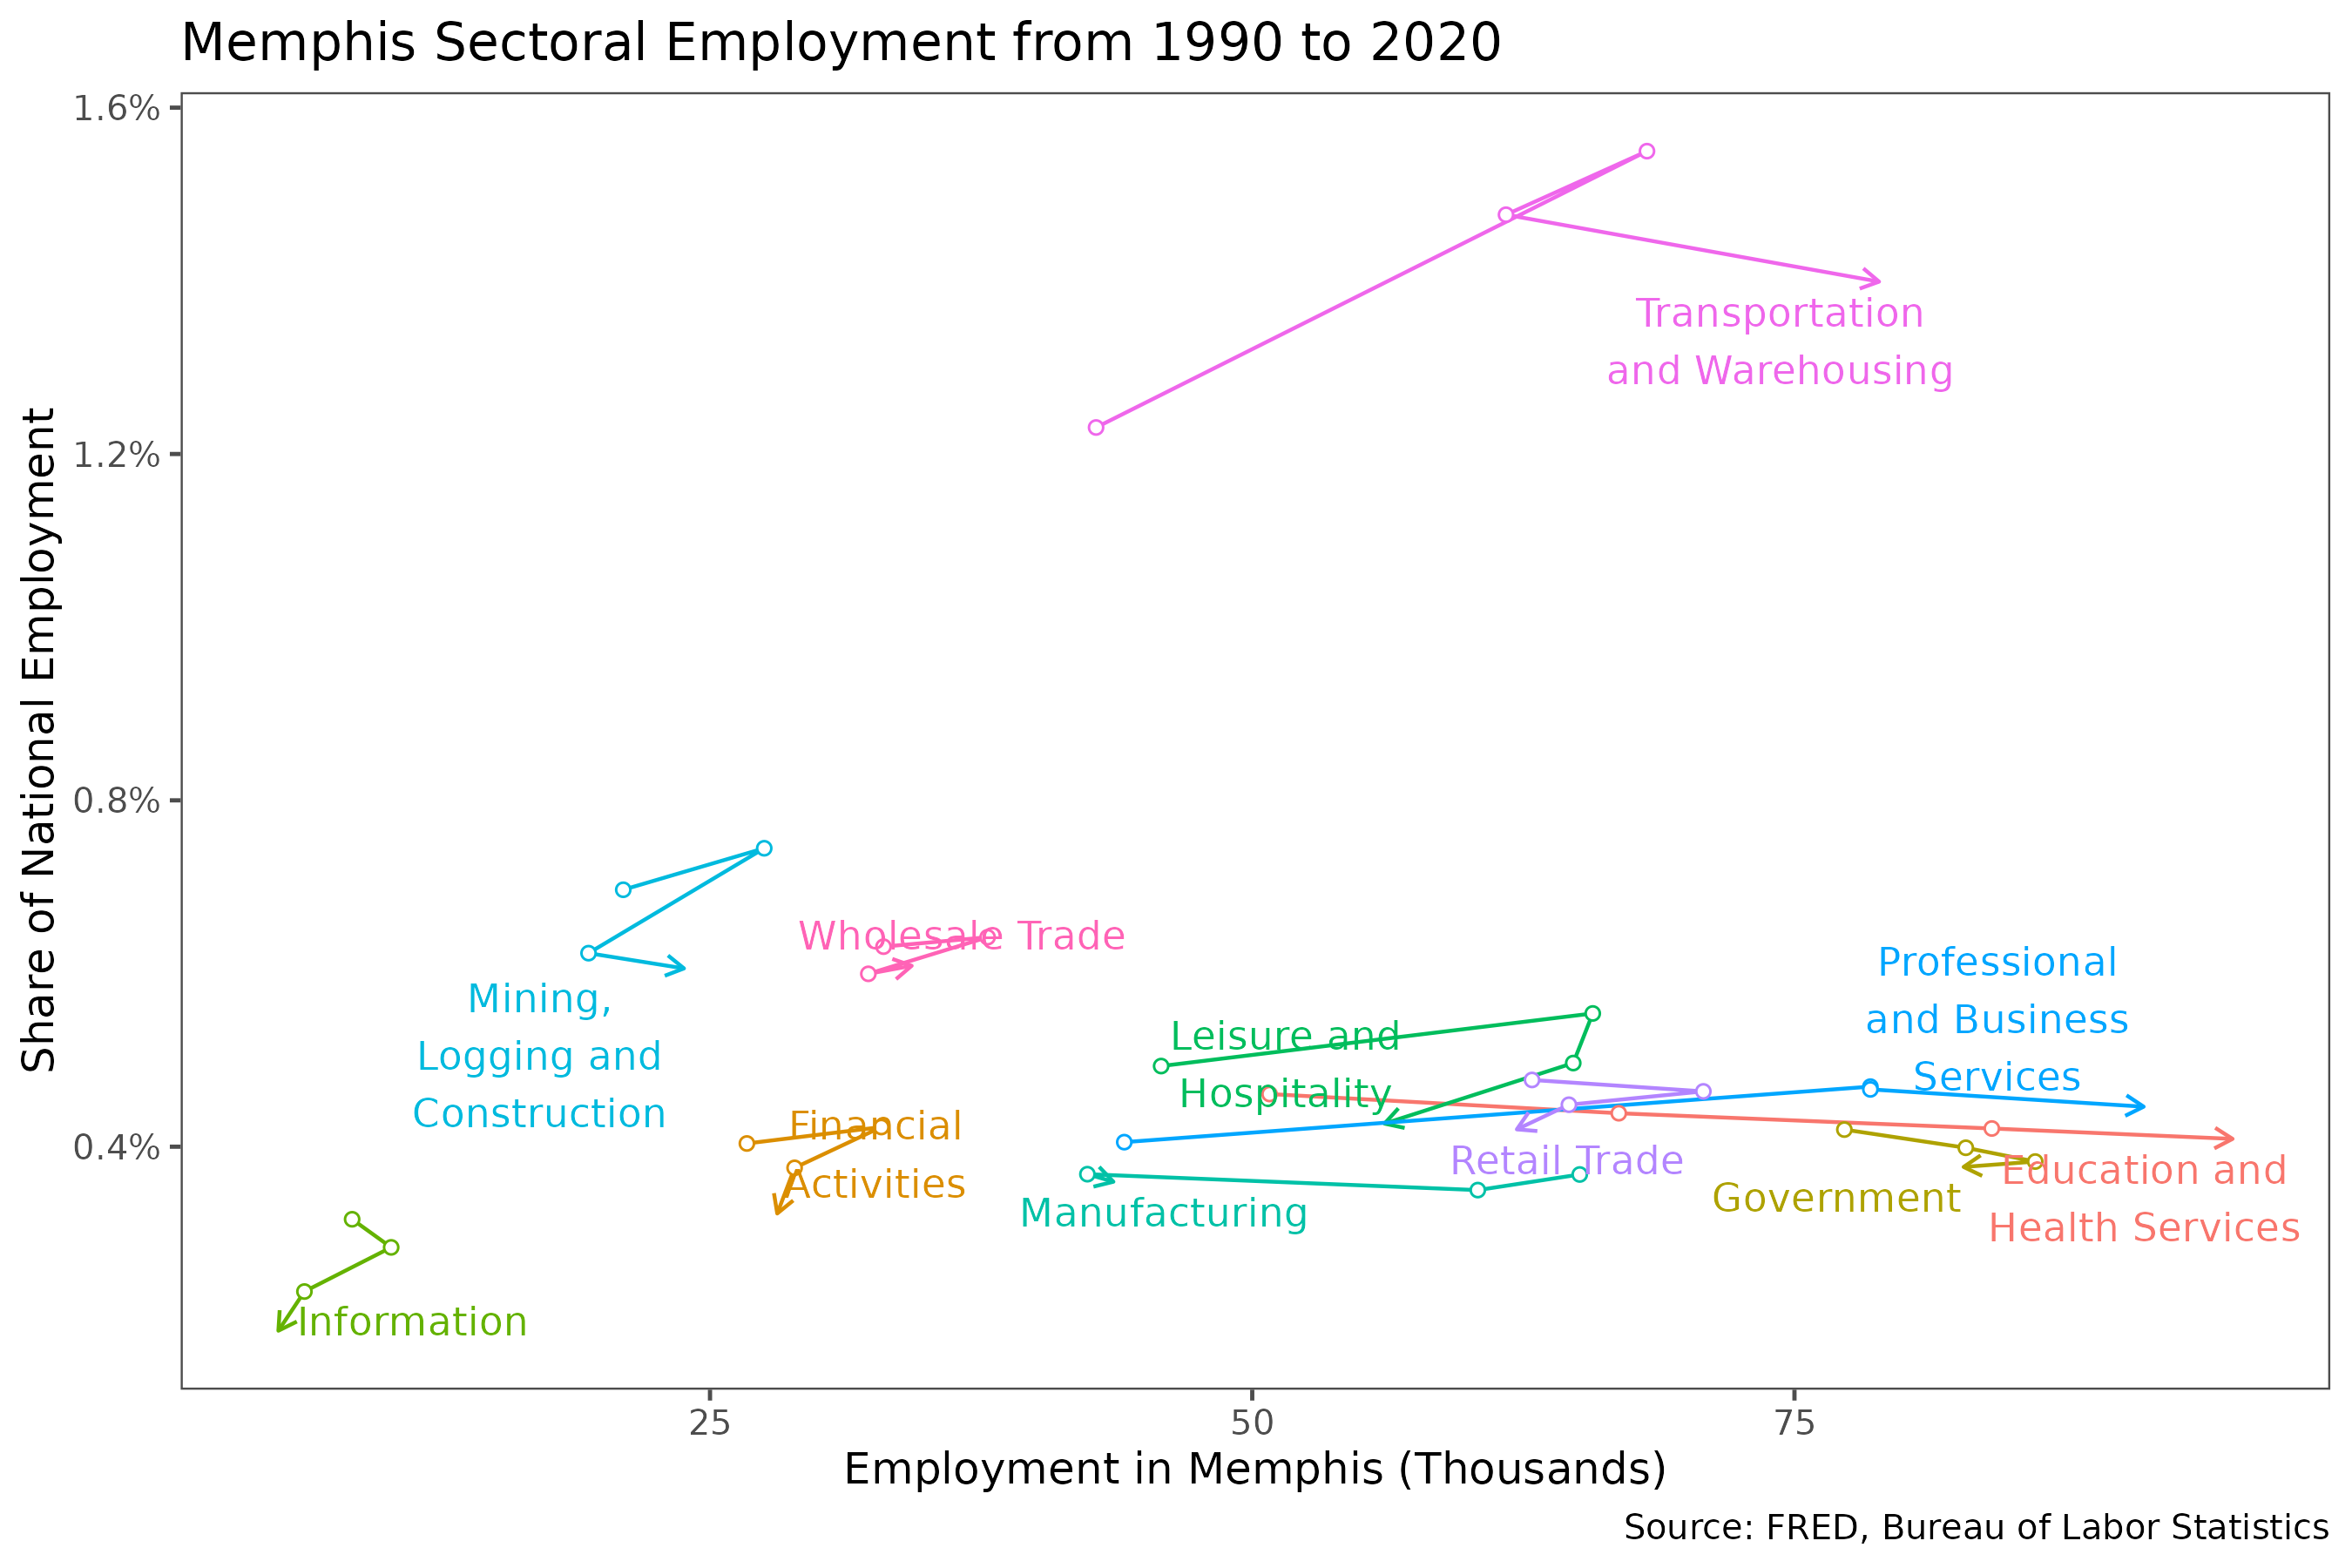 Memphis Sectoral Employment from 1990 to 2020
1.6%
1.2%
0.8%
0.4%
Share of National Employment
Transportation
and Warehousing
Wholesale Trade
Mining,
Logging and
Construction
Professional
and Business
Services
Leisure and
Hospitality
Financial
Activities
Retail Trade
Manufacturing
Government
Education and
Health Services
Information
25
50
75
Employment in Memphis (Thousands)
Source: FRED, Bureau of Labor Statistics